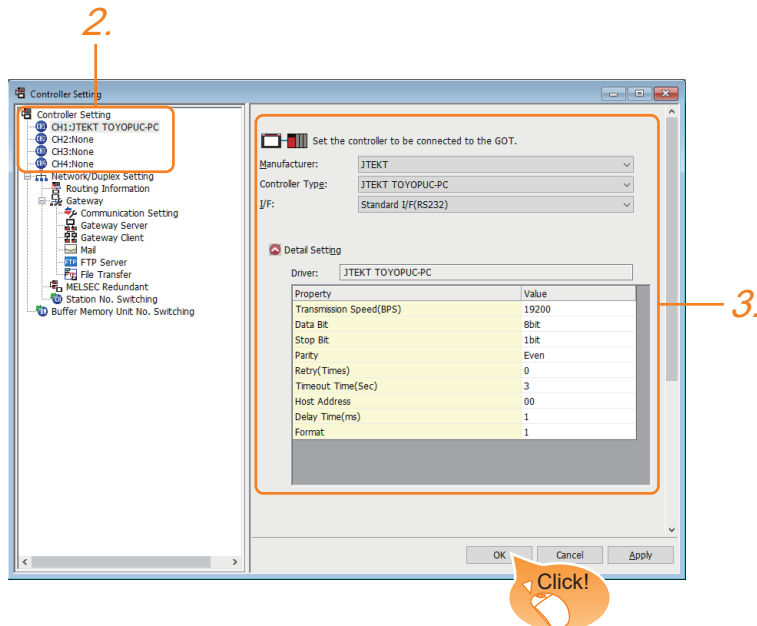 2.
Controller Setting
Controller Setting
CH1:JTEKT TOYOPUC-PC
CH2:None
CH3:None
CH4:None
Network/Duplex Setting
Routing Information
Gateway
Communication Setting
Gateway Server
Gateway Client
Mail
FTP FTP Server
File Transfer
MELSEC Redundant
Station No. Switching
Buffer Memory Unit No. Switching
Set the controller to be connected to the GOT.
Manufacturer: JTEKT
Controller Type: JTEKT TOYOPUC-PC
I/F: Standard I/F(RS232)
Detail Setting
Driver: JTEKT TOYOPUC-PC
Property Value
Transmission Speed(BPS) 19200
Data Bit 8bit
Stop Bit 1bit
Parity Even
Retry(Times) 0
Timeout Time(Sec) 3
Host Address 00
Delay Time(ms) 1
Format 1
3.
OK Cancel Apply
Click!